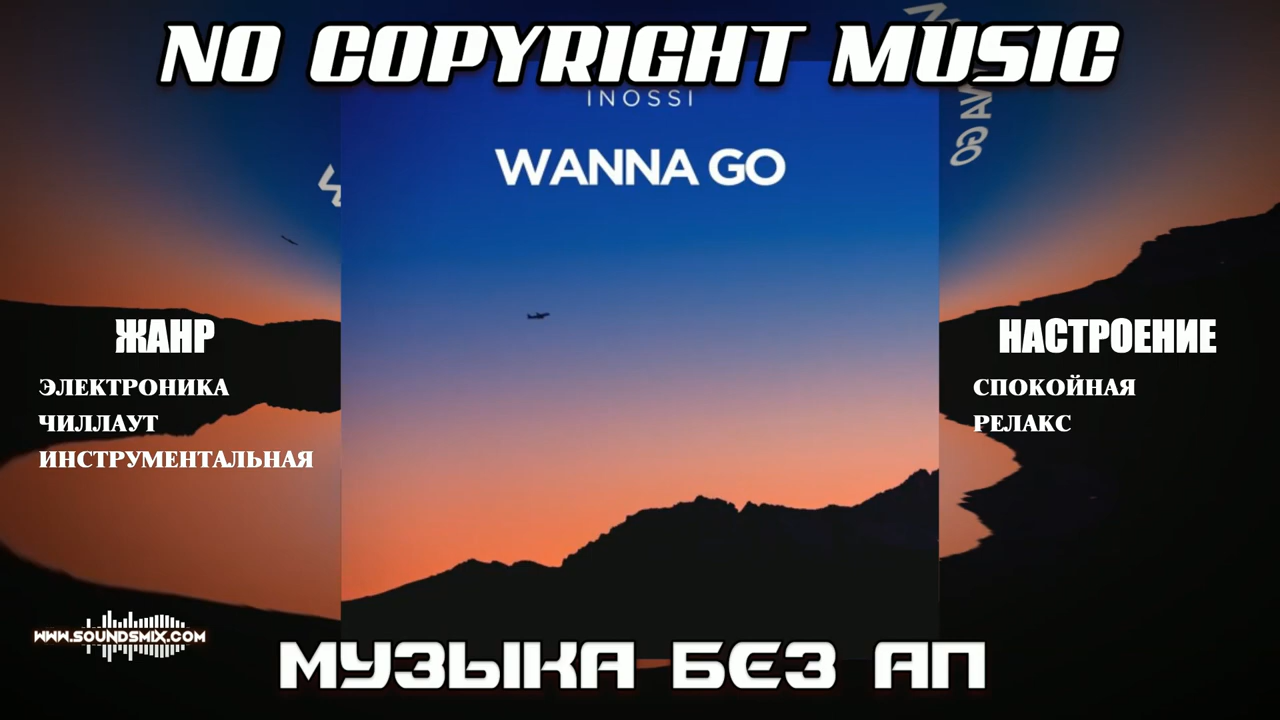 NO COPYRIGHT MUSIC
INOSSI
WANNA GO
ЖАНР
ЭЛЕКТРОНИКА
ЧИЛЛАУТ
ИНСТРУМЕНТАЛЬНАЯ
НАСТРОЕНИЕ
СПОКОЙНАЯ
РЕЛАКС
WWW.SOUNDSMIX.COM
МУЗЫКА БЕЗ АП